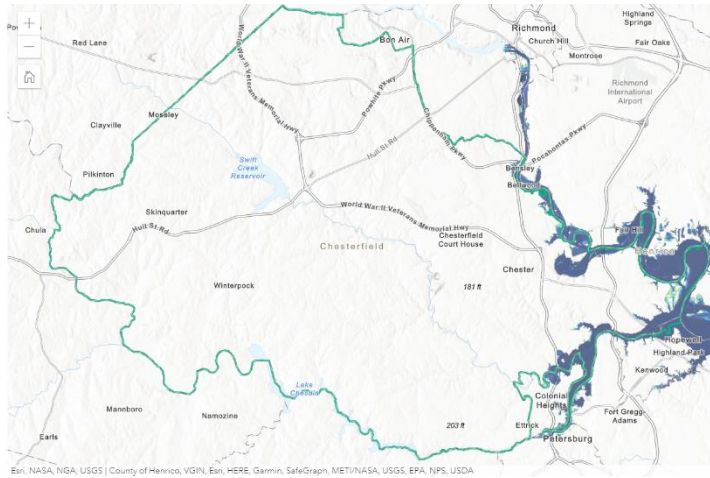 Richmond
Highland
Springs
Church Hill
Fair Oaks
Montrose
Bon Air
Red Lane
World War II Veterans Memorial Hwy
Powhite Pkwy
Richmond
International
Airport
Moseley
Clayville
Chippenham Pkwy
Hull St Rd
Pocahontas Pkwy
Swift
Creek
Reservoir
Bensley
Bellwood
Pilkinton
Skinquarter
World War II Veterans Memorial Hwy
Chula
Hull St Rd
Chesterfield
Chesterfield
Court House
Chester
Winterpock
181 ft
Hopewell
Highland Park
Kenwood
Lake
Chesdin
Colonial
Heights
Fort Gregg-
Adams
Mannboro
Namozine
203 ft
Ettrick
Petersburg
Earls
Esri, NASA, NGA, USGS | County of Henrico, VGIN, Esri, HERE, Garmin, SafeGraph, METI/NASA, USGS, EPA, NPS, USDA